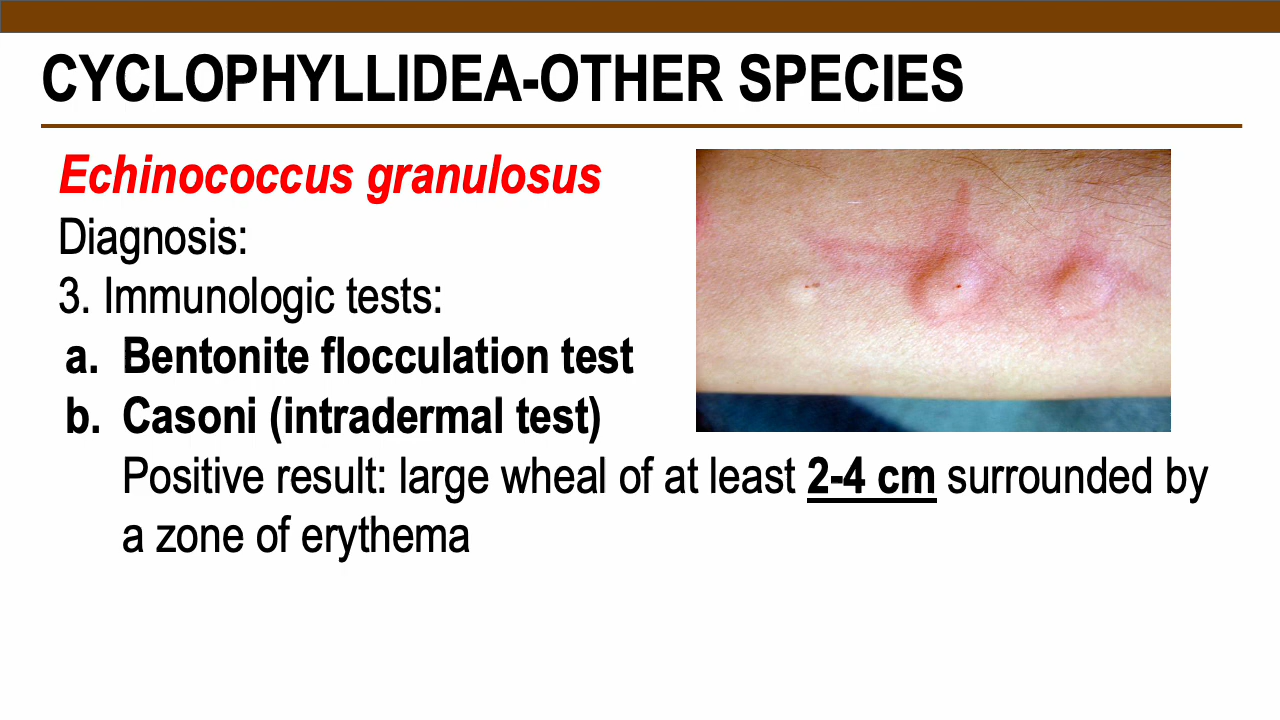 CYCLOPHYLLIDEA-OTHER SPECIES
Echinococcus granulosus
Diagnosis:
3. Immunologic tests:
a. Bentonite flocculation test
b. Casoni (intradermal test)
Positive result: large wheal of at least 2-4 cm surrounded by
a zone of erythema